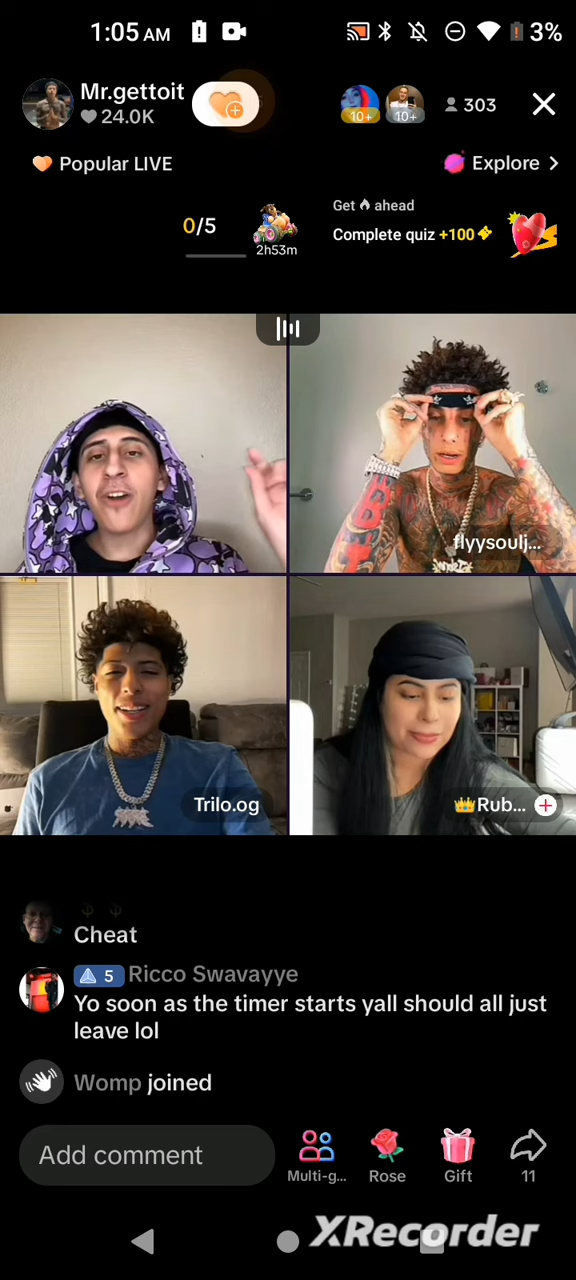 1:05 AM
3%
Mr.gettoit
24.0K
10+
10+
303
Popular LIVE
Explore
0/5
2h53m
Get ahead
Complete quiz +100
flyysoulj...
Trilo.og
Rub...
Cheat
5 Ricco Swavayye
Yo soon as the timer starts yall should all just
leave lol
Womp joined
Add comment
Multi-g...
Rose
Gift
11
XRecorder